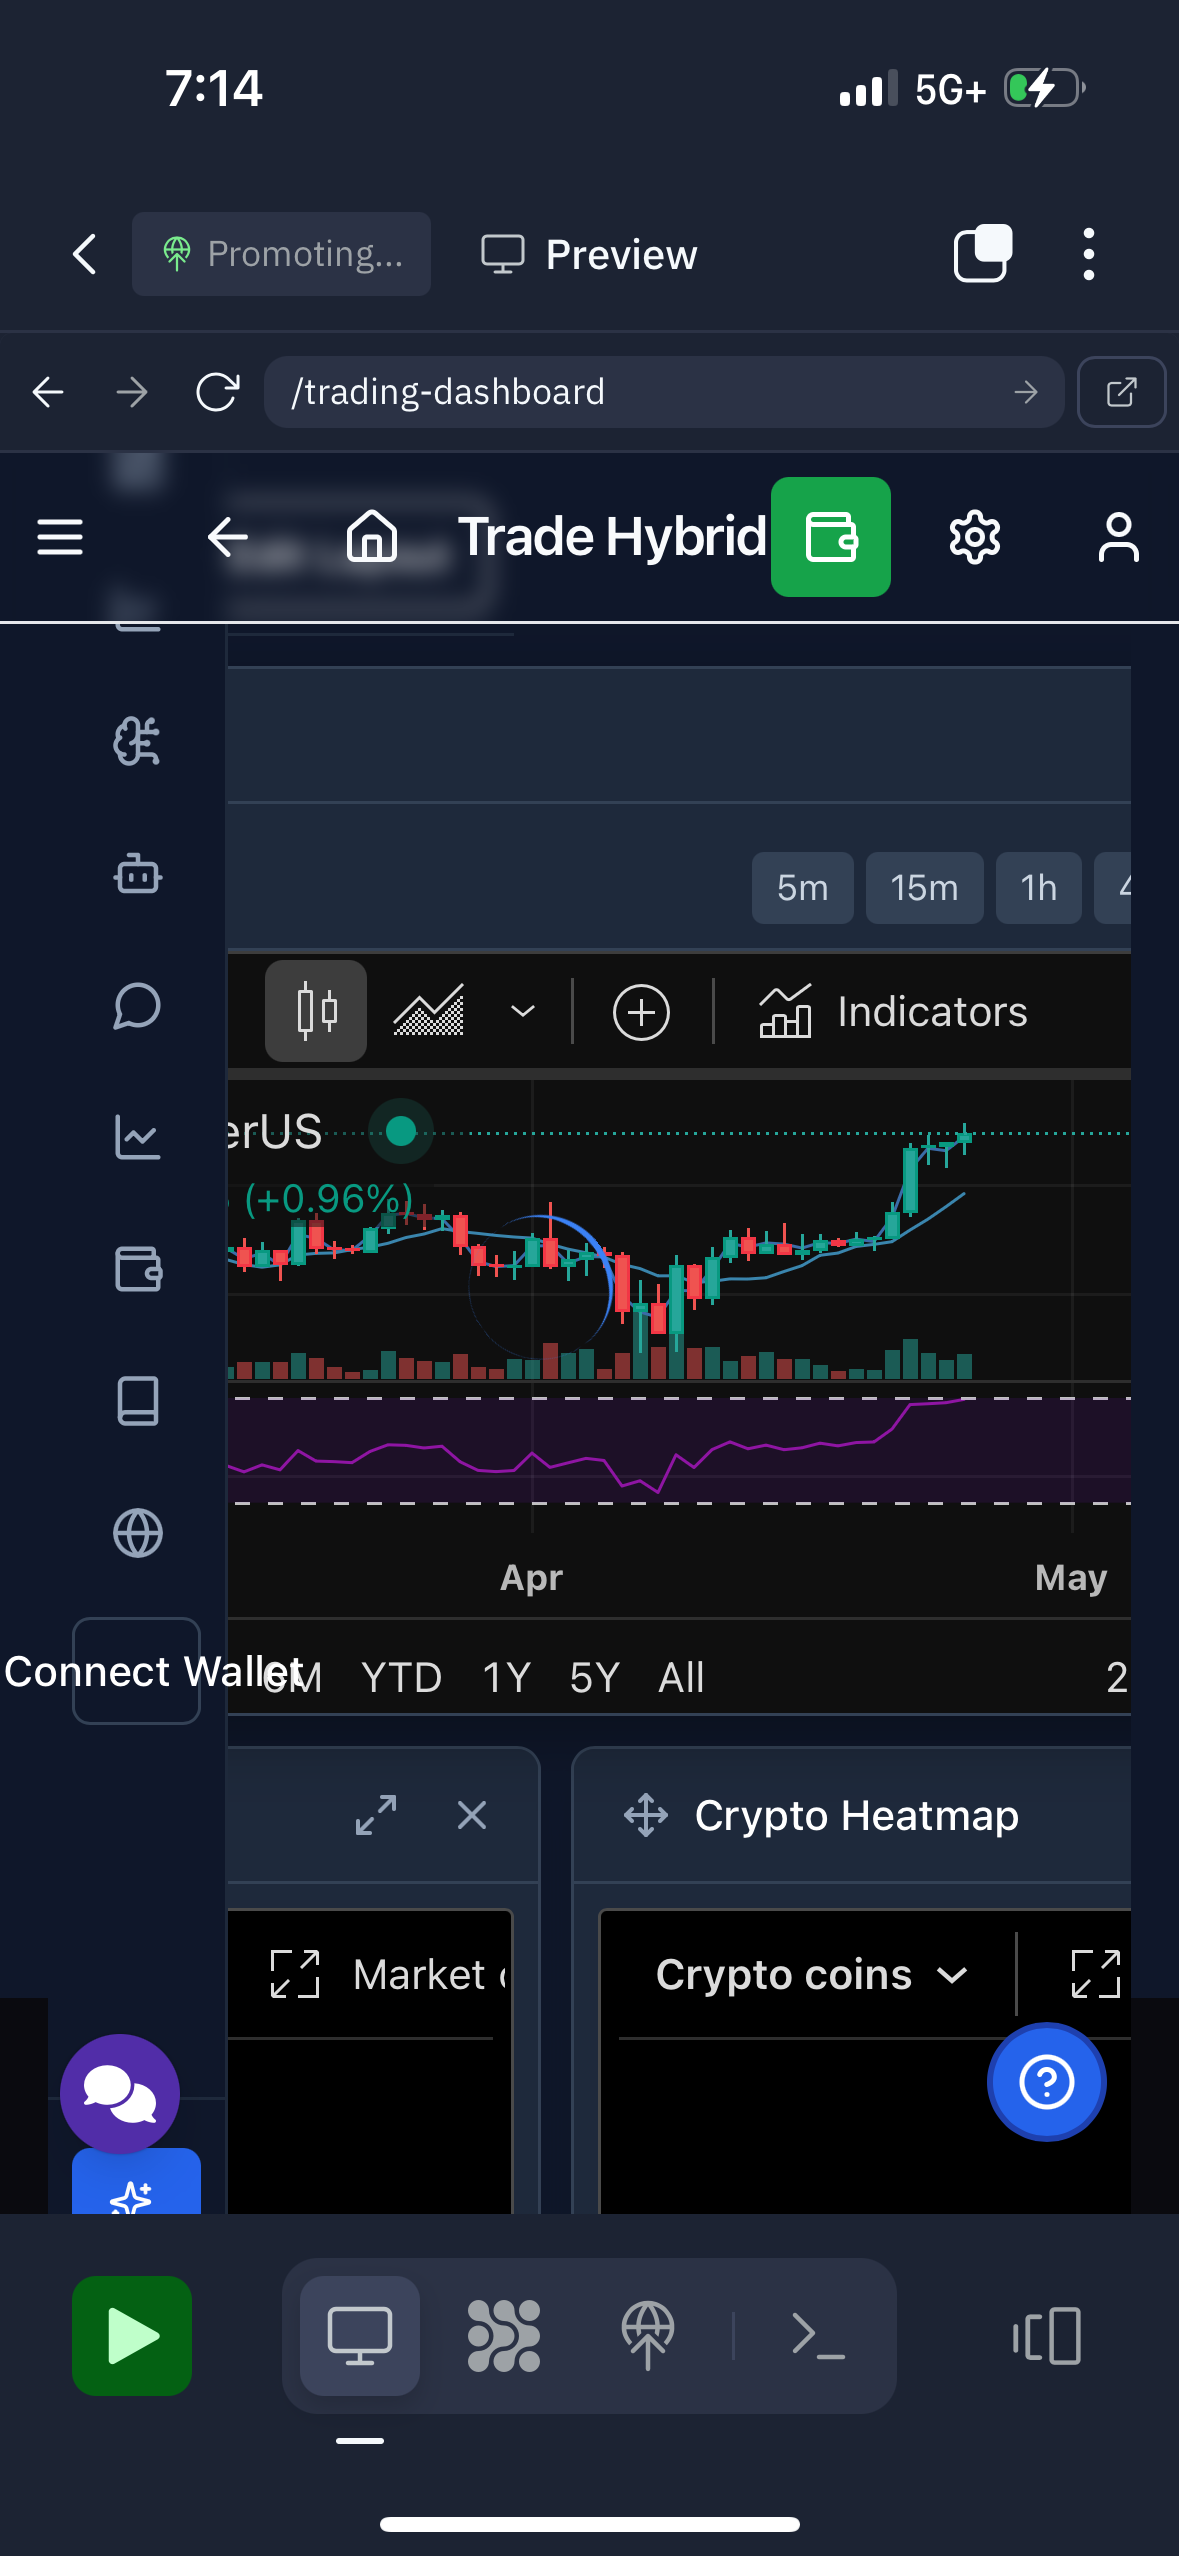 7:14
5G+
Promoting...
Preview
/trading-dashboard
Trade Hybrid
5m 15m 1h 4
Indicators
erUS
(+0.96%)
Apr May
Connect Wallet
6M YTD 1Y 5Y All 2
Crypto Heatmap
Market
Crypto coins